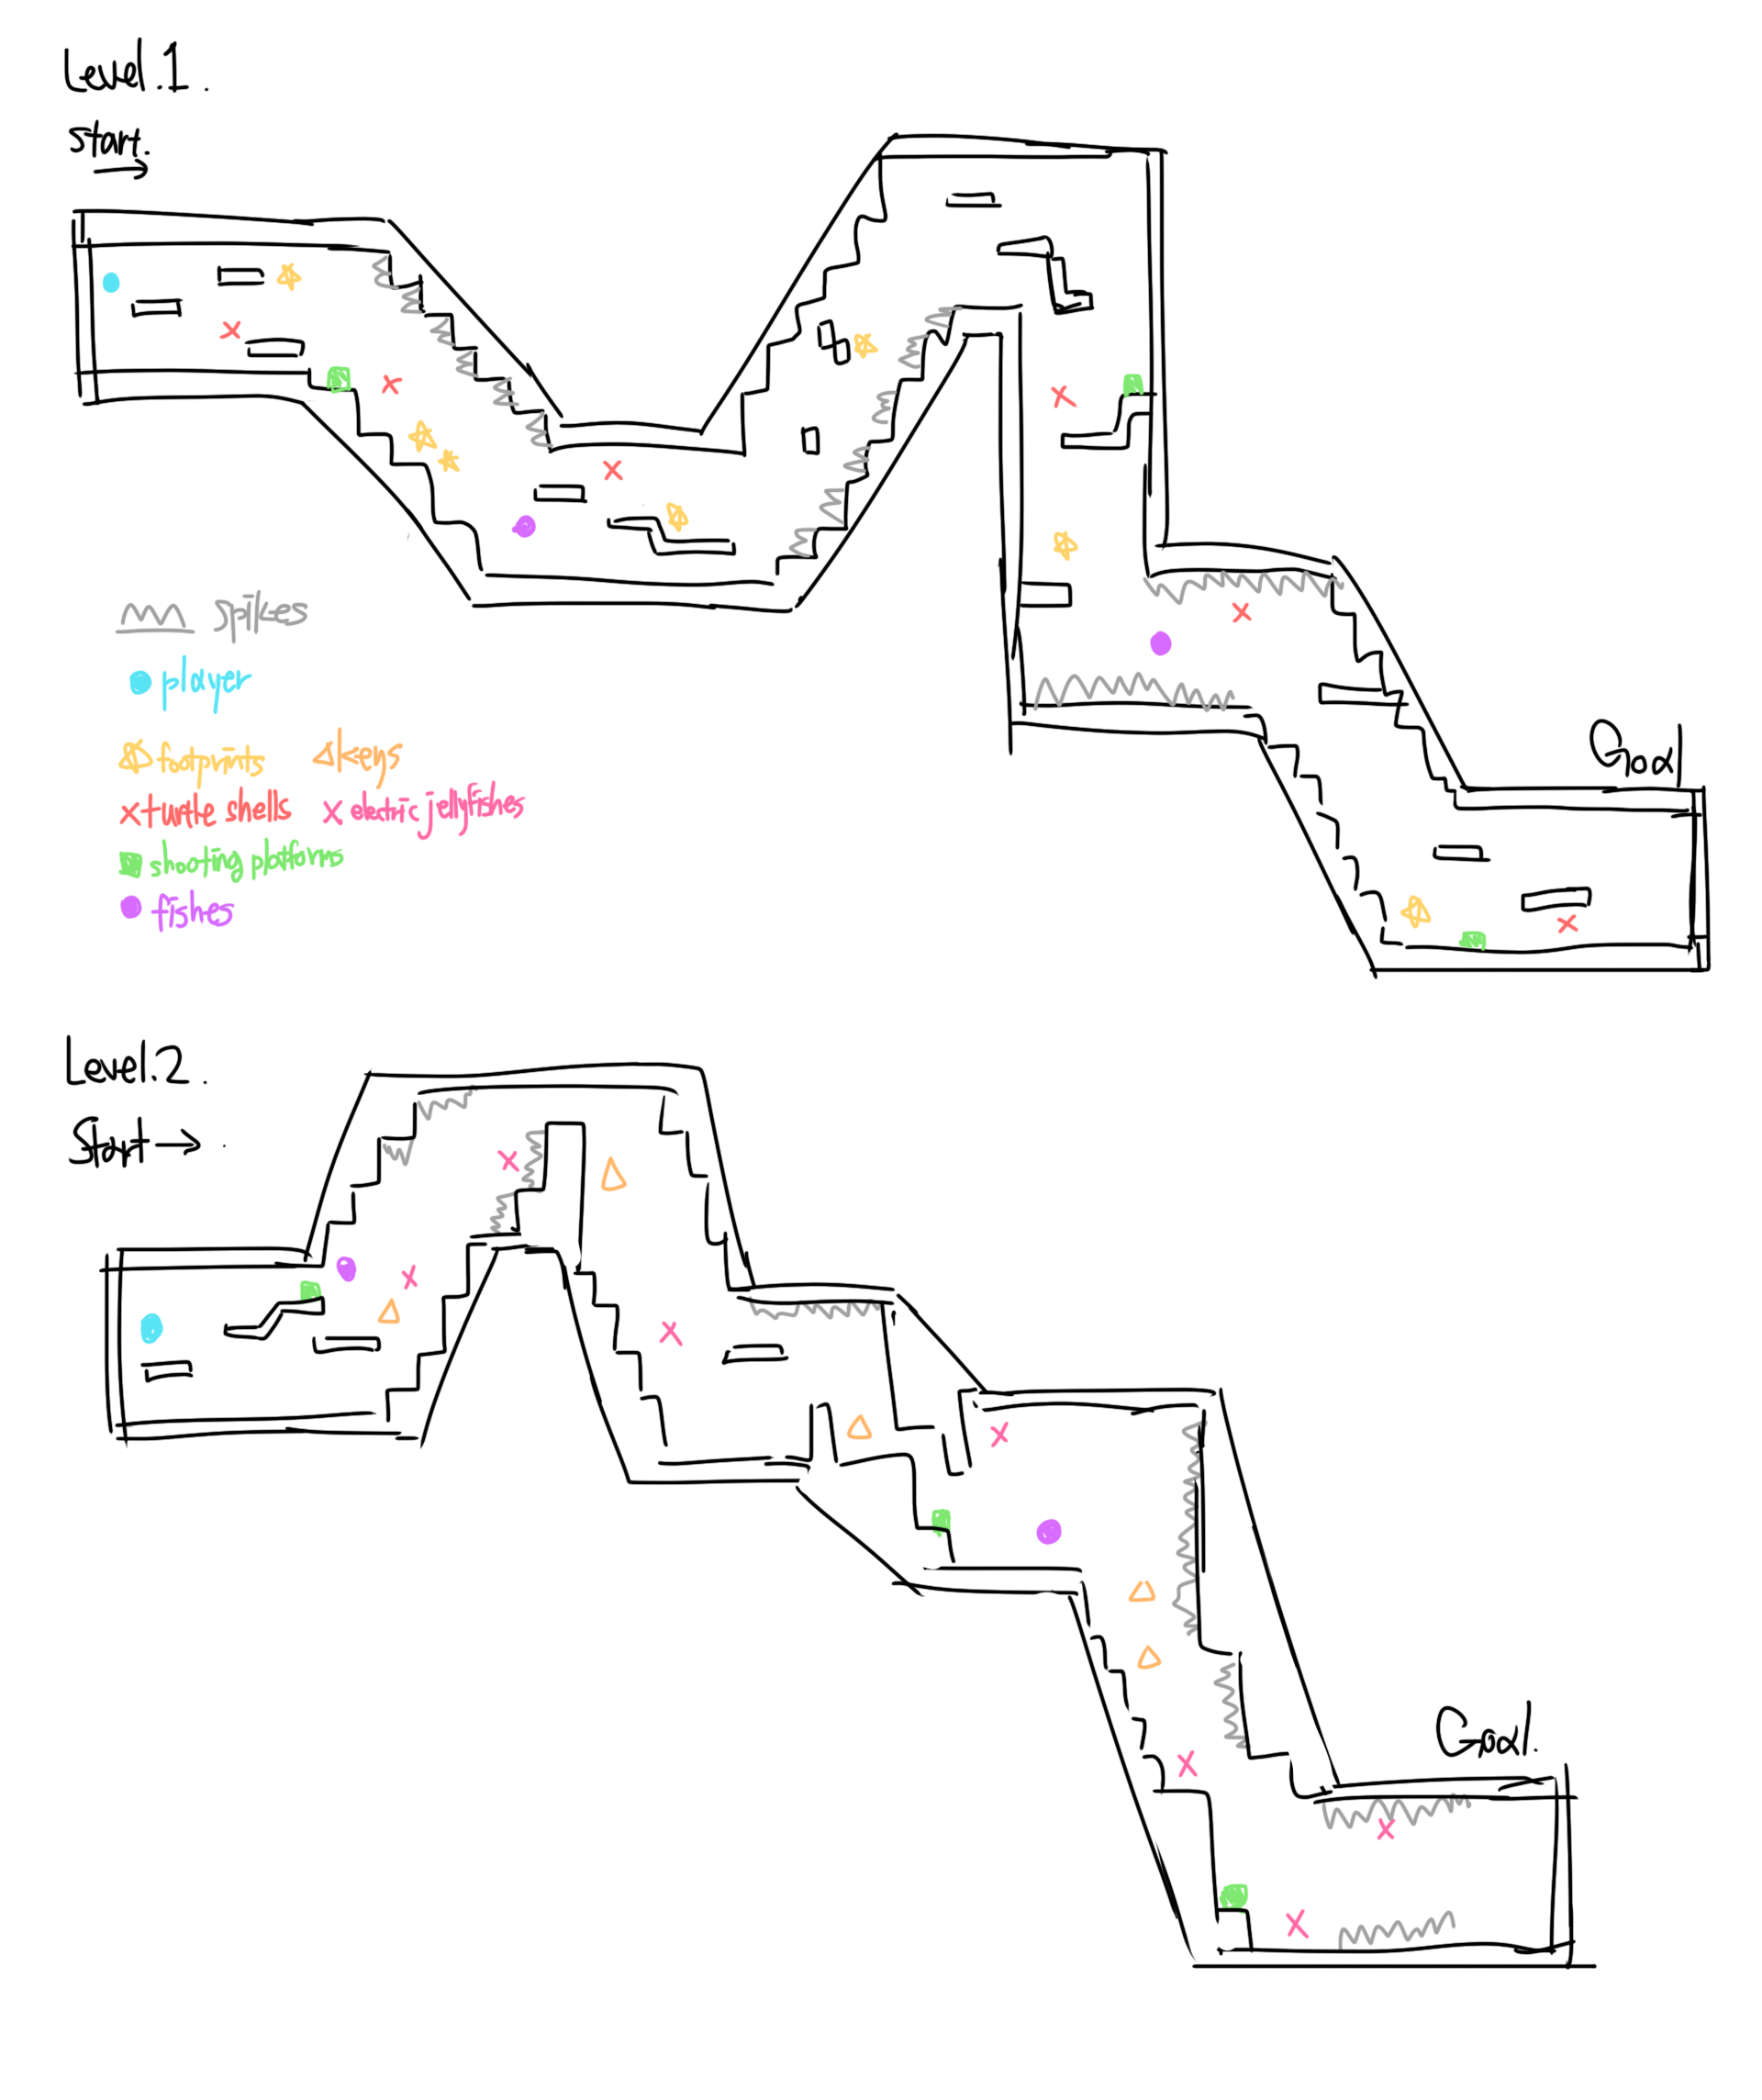 Level.1.
start.
Goal
spikes
player
footprints
keys
turtle shells
electric jellyfishes
shooting platforms
fishes
Level.2.
Start
Goal.